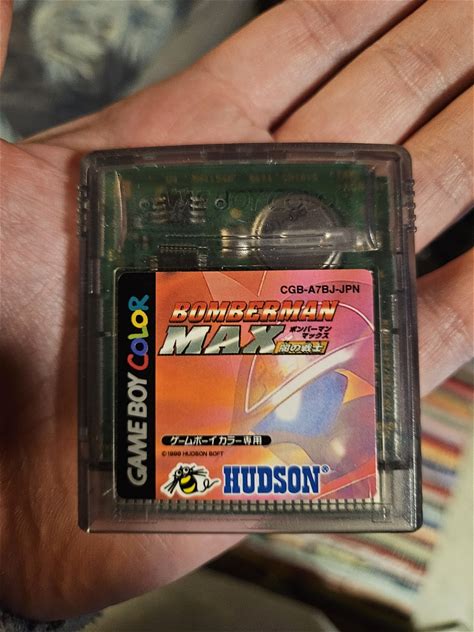 CGB-A7BJ-JPN
BOMBERMAN
MAX
ボンバーマン
マックス
闇の戦士
GAME BOY COLOR
ゲームボーイカラー専用
©1999 HUDSON SOFT
HUDSON®